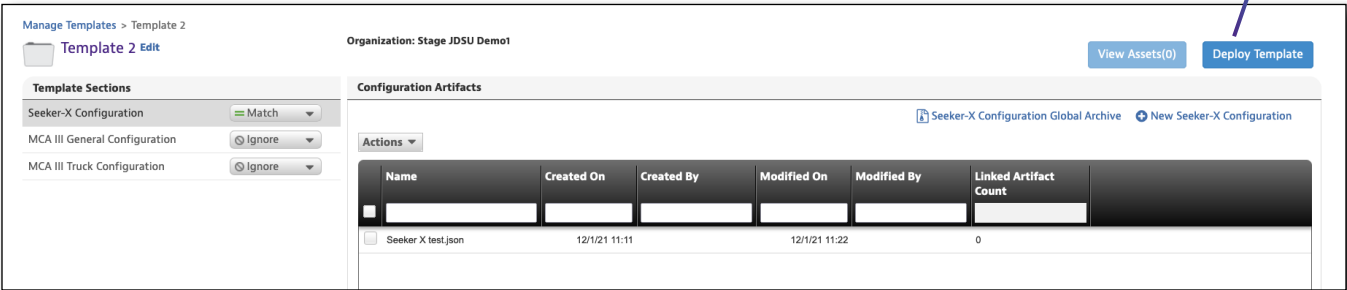 Manage Templates > Template 2
Template 2 Edit
Organization: Stage JDSU Demo1
View Assets(0)
Deploy Template
Template Sections
Seeker-X Configuration
Match
MCA III General Configuration
Ignore
MCA III Truck Configuration
Ignore
Configuration Artifacts
Seeker-X Configuration Global Archive
New Seeker-X Configuration
Actions
Name Created On Created By Modified On Modified By Linked Artifact
Count
Seeker X test.json 12/1/21 11:11 12/1/21 11:22 0